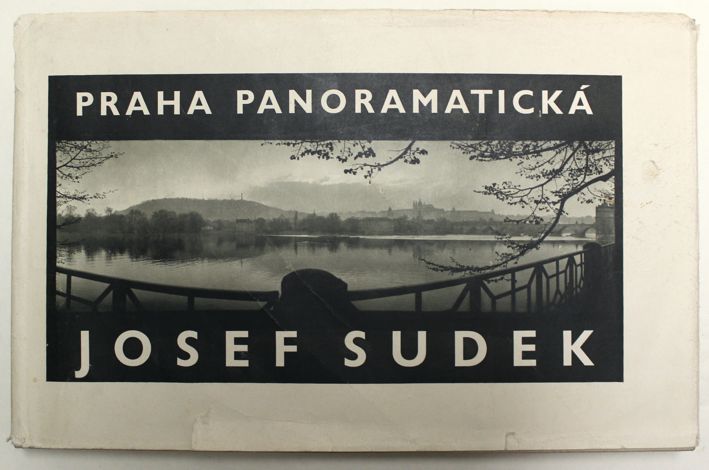 PRAHA PANORAMATICKÁ
JOSEF SUDEK